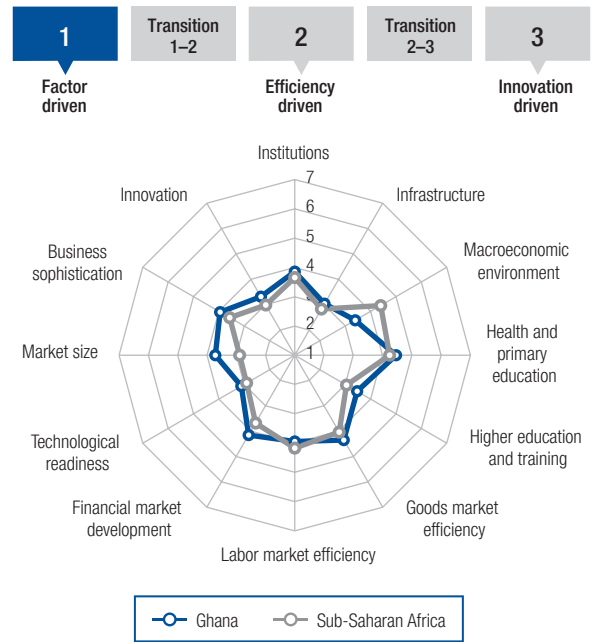 1
Transition
1–2
2
Transition
2–3
3
Factor
driven
Efficiency
driven
Innovation
driven
Institutions
7
Innovation
Infrastructure
6
5
Business
sophistication
Macroeconomic
environment
4
3
2
Market size
1
Health and
primary
education
Technological
readiness
Higher education
and training
Financial market
development
Goods market
efficiency
Labor market efficiency
Ghana
Sub-Saharan Africa